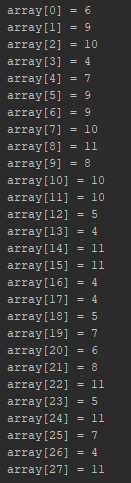 array[0] = 6
array[1] = 9
array[2] = 10
array[3] = 4
array[4] = 7
array[5] = 9
array[6] = 9
array[7] = 10
array[8] = 11
array[9] = 8
array[10] = 10
array[11] = 10
array[12] = 5
array[13] = 4
array[14] = 11
array[15] = 11
array[16] = 4
array[17] = 4
array[18] = 5
array[19] = 7
array[20] = 6
array[21] = 8
array[22] = 11
array[23] = 5
array[24] = 11
array[25] = 7
array[26] = 4
array[27] = 11